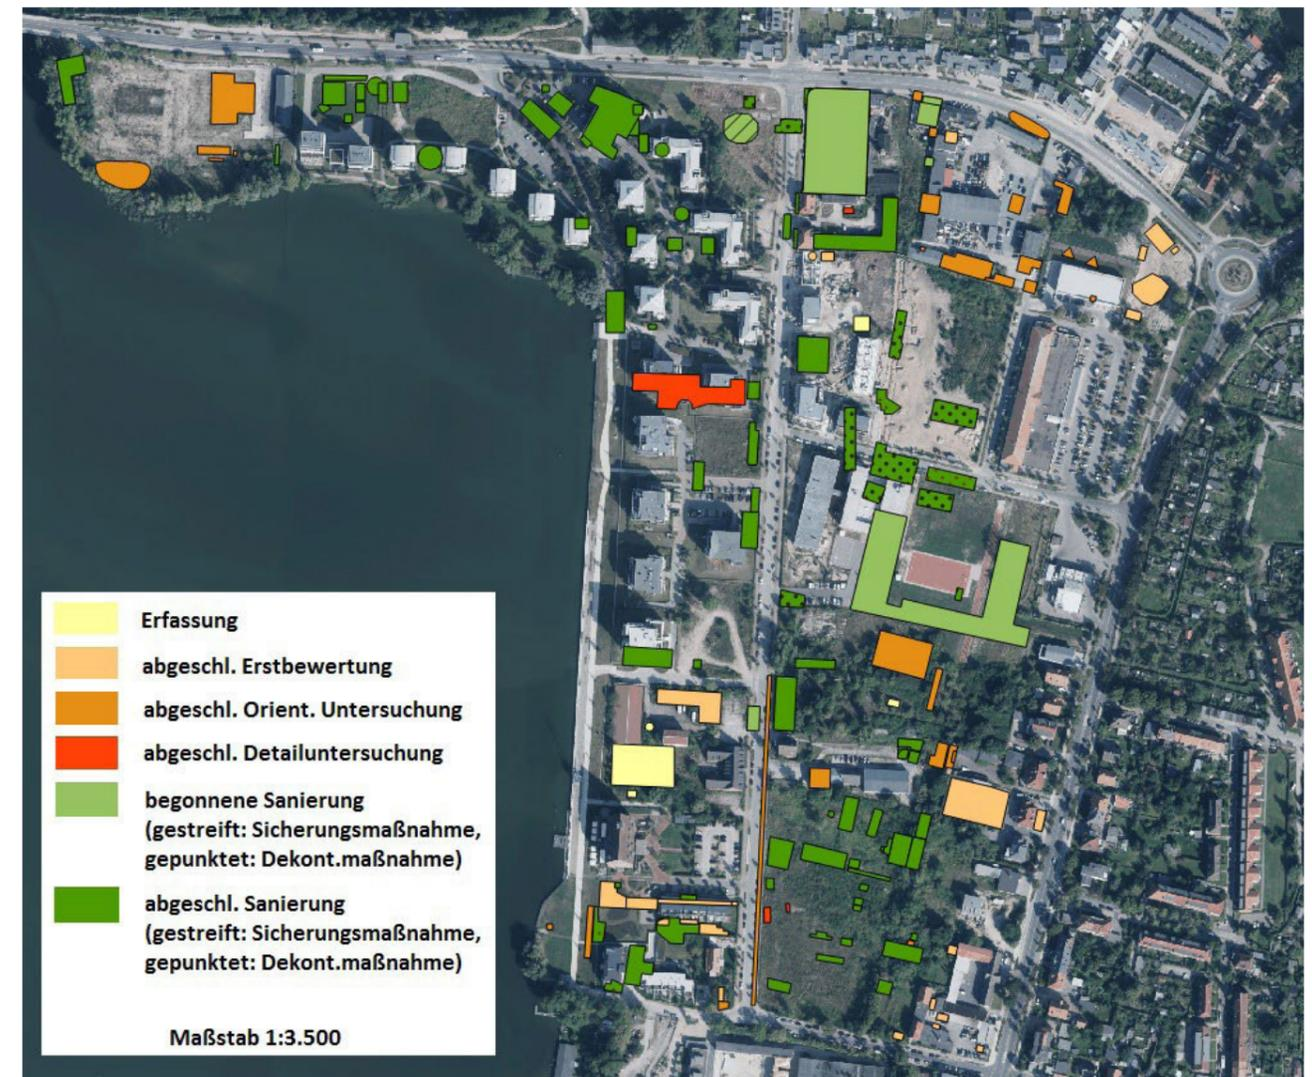 Erfassung
abgeschl. Erstbewertung
abgeschl. Orient. Untersuchung
abgeschl. Detailuntersuchung
begonnene Sanierung
(gestreift: Sicherungsmaßnahme,
gepunktet: Dekont.maßnahme)
abgeschl. Sanierung
(gestreift: Sicherungsmaßnahme,
gepunktet: Dekont.maßnahme)
Maßstab 1:3.500